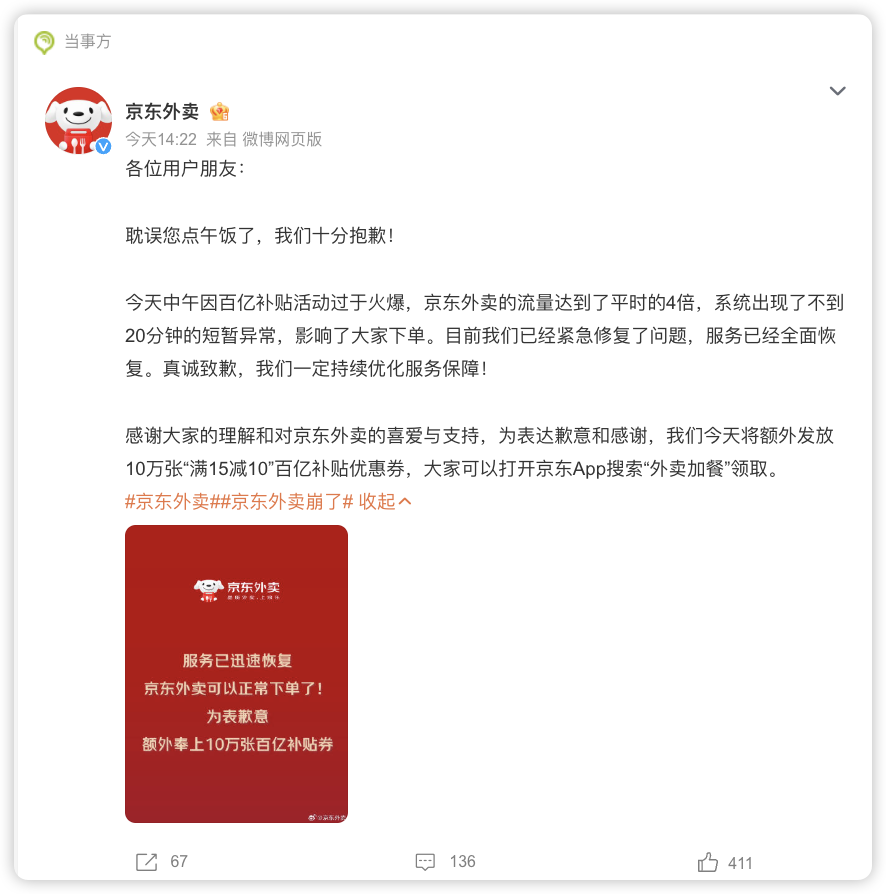 当事方
京东外卖
今天14:22 来自 微博网页版
各位用户朋友：
耽误您点午饭了，我们十分抱歉！
今天中午因百亿补贴活动过于火爆，京东外卖的流量达到了平时的4倍，系统出现了不到
20分钟的短暂异常，影响了大家下单。目前我们已经紧急修复了问题，服务已经全面恢
复。真诚致歉，我们一定持续优化服务保障！
感谢大家的理解和对京东外卖的喜爱与支持，为表达歉意和感谢，我们今天将额外发放
10万张“满15减10”百亿补贴优惠券，大家可以打开京东App搜索“外卖加餐”领取。
#京东外卖##京东外卖崩了# 收起
京东外卖
服务已迅速恢复
京东外卖可以正常下单了！
为表歉意
额外奉上10万张百亿补贴券
@京东外卖
67
136
411